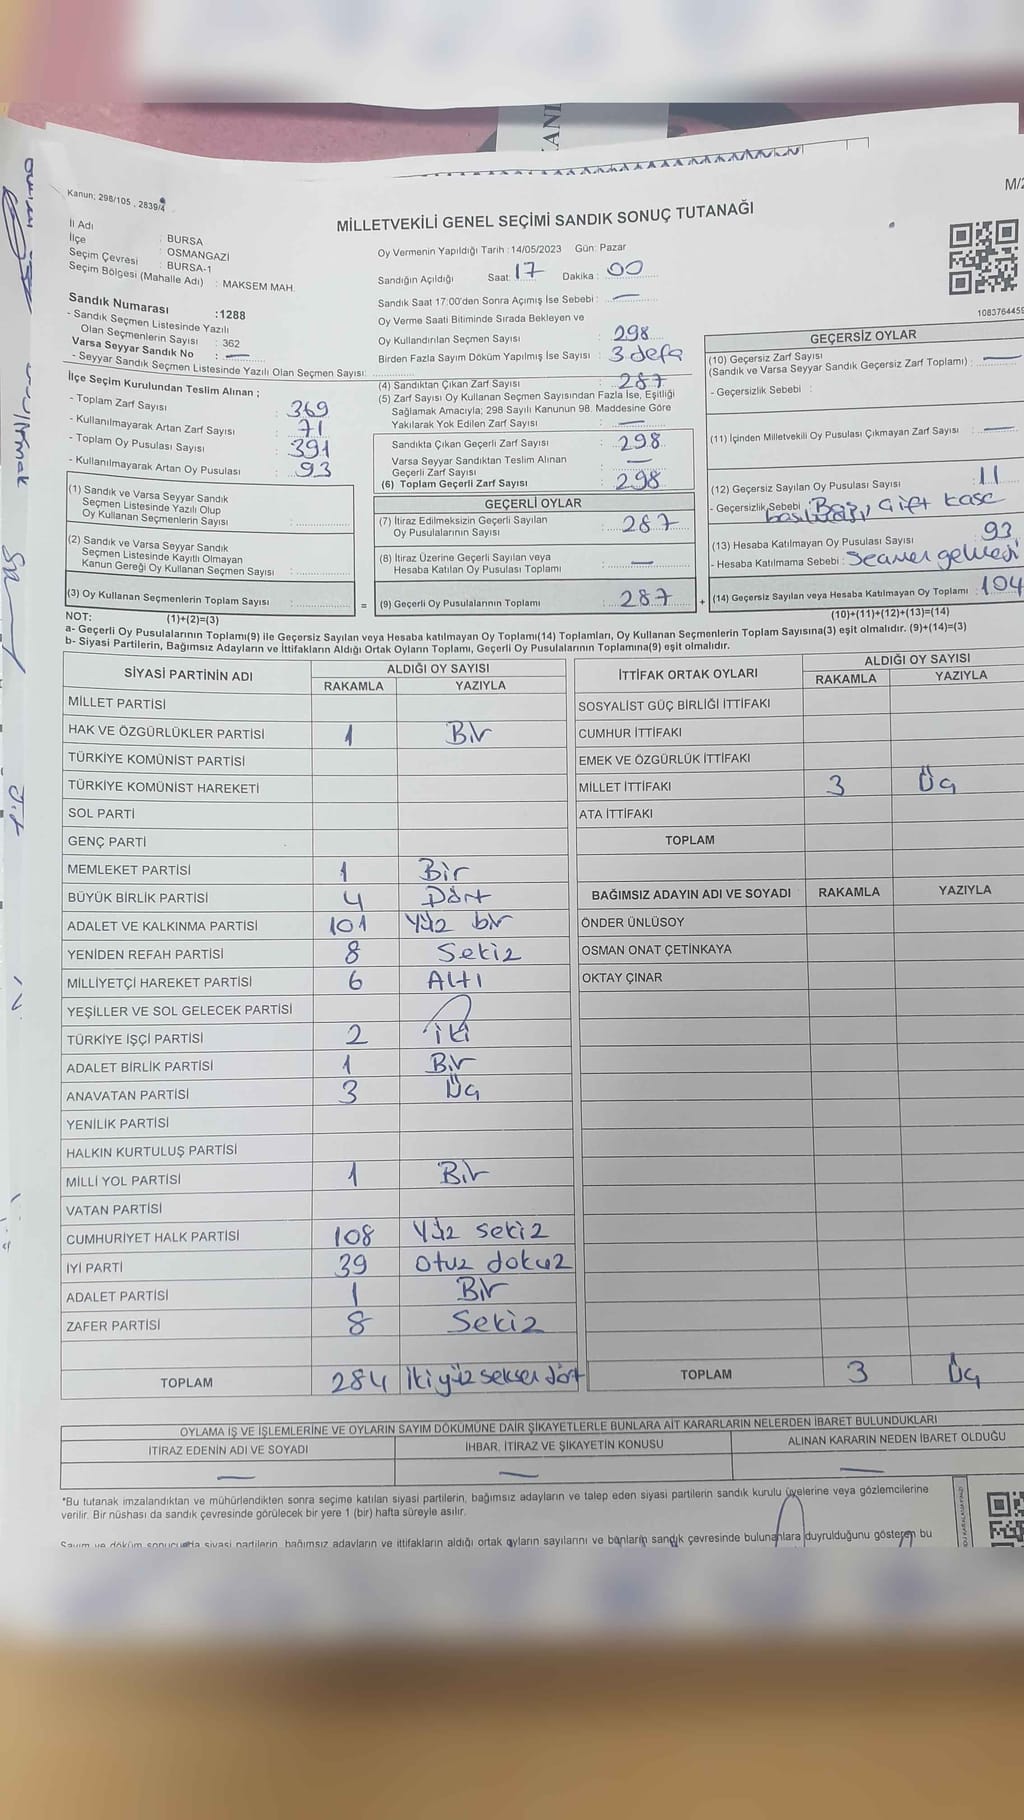 KANI
Kanun; 298/105 , 2839/4
M/2
MİLLETVEKİLİ GENEL SEÇİMİ SANDIK SONUÇ TUTANAĞI
İl Adı : BURSA
İlçe : OSMANGAZİ
Seçim Çevresi : BURSA-1
Seçim Bölgesi (Mahalle Adı) : MAKSEM MAH.
Sandık Numarası :1288
- Sandık Seçmen Listesinde Yazılı
Olan Seçmenlerin Sayısı : 362
Varsa Seyyar Sandık No : —
- Seyyar Sandık Seçmen Listesinde Yazılı Olan Seçmen Sayısı:
İlçe Seçim Kurulundan Teslim Alınan ;
- Toplam Zarf Sayısı : 369
- Kullanılmayarak Artan Zarf Sayısı : 71
- Toplam Oy Pusulası Sayısı : 391
- Kullanılmayarak Artan Oy Pusulası : 93
(1) Sandık ve Varsa Seyyar Sandık
Seçmen Listesinde Yazılı Olup
Oy Kullanan Seçmenlerin Sayısı :
(2) Sandık ve Varsa Seyyar Sandık
Seçmen Listesinde Kayıtlı Olmayan
Kanun Gereği Oy Kullanan Seçmen Sayısı :
(3) Oy Kullanan Seçmenlerin Toplam Sayısı :
Oy Vermenin Yapıldığı Tarih : 14/05/2023 Gün: Pazar
Sandığın Açıldığı Saat: 17 Dakika : 00
Sandık Saat 17:00'den Sonra Açımış İse Sebebi : —
Oy Verme Saati Bitiminde Sırada Bekleyen ve
Oy Kullandırılan Seçmen Sayısı : 298
Birden Fazla Sayım Döküm Yapılmış İse Sayısı : 3 defa
(4) Sandıktan Çıkan Zarf Sayısı : 287
(5) Zarf Sayısı Oy Kullanan Seçmen Sayısından Fazla İse, Eşitliği
Sağlamak Amacıyla; 298 Sayılı Kanunun 98. Maddesine Göre
Yakılarak Yok Edilen Zarf Sayısı : —
Sandıkta Çıkan Geçerli Zarf Sayısı : 298
Varsa Seyyar Sandıktan Teslim Alınan
Geçerli Zarf Sayısı : —
(6) Toplam Geçerli Zarf Sayısı : 298
GEÇERLİ OYLAR
(7) İtiraz Edilmeksizin Geçerli Sayılan
Oy Pusulalarının Sayısı : 287
(8) İtiraz Üzerine Geçerli Sayılan veya
Hesaba Katılan Oy Pusulası Toplamı : —
= (9) Geçerli Oy Pusulalarının Toplamı : 287 +
108376445
GEÇERSİZ OYLAR
(10) Geçersiz Zarf Sayısı
(Sandık ve Varsa Seyyar Sandık Geçersiz Zarf Toplamı) : —
- Geçersizlik Sebebi :
(11) İçinden Milletvekili Oy Pusulası Çıkmayan Zarf Sayısı : —
(12) Geçersiz Sayılan Oy Pusulası Sayısı : 11
- Geçersizlik Sebebi : Çift kaşe
(13) Hesaba Katılmayan Oy Pusulası Sayısı : 93
- Hesaba Katılmama Sebebi : Seçmen gelmedi
(14) Geçersiz Sayılan veya Hesaba Katılmayan Oy Toplamı : 104
NOT: (1)+(2)=(3)
(10)+(11)+(12)+(13)=(14)
a- Geçerli Oy Pusulalarının Toplamı(9) ile Geçersiz Sayılan veya Hesaba katılmayan Oy Toplamı(14) Toplamları, Oy Kullanan Seçmenlerin Toplam Sayısına(3) eşit olmalıdır. (9)+(14)=(3)
b- Siyasi Partilerin, Bağımsız Adayların ve İttifakların Aldığı Ortak Oyların Toplamı, Geçerli Oy Pusulalarının Toplamına(9) eşit olmalıdır.
SİYASİ PARTİNİN ADI ALDIĞI OY SAYISI
RAKAMLA YAZIYLA
MİLLET PARTİSİ
HAK VE ÖZGÜRLÜKLER PARTİSİ 1 Bir
TÜRKİYE KOMÜNİST PARTİSİ
TÜRKİYE KOMÜNİST HAREKETİ
SOL PARTİ
GENÇ PARTİ
MEMLEKET PARTİSİ 1 Bir
BÜYÜK BİRLİK PARTİSİ 4 Dört
ADALET VE KALKINMA PARTİSİ 101 Yüz bir
YENİDEN REFAH PARTİSİ 8 Sekiz
MİLLİYETÇİ HAREKET PARTİSİ 6 Altı
YEŞİLLER VE SOL GELECEK PARTİSİ
TÜRKİYE İŞÇİ PARTİSİ 2 iki
ADALET BİRLİK PARTİSİ 1 Bir
ANAVATAN PARTİSİ 3 Üç
YENİLİK PARTİSİ
HALKIN KURTULUŞ PARTİSİ
MİLLİ YOL PARTİSİ 1 Bir
VATAN PARTİSİ
CUMHURİYET HALK PARTİSİ 108 Yüz sekiz
İYİ PARTİ 39 otuz dokuz
ADALET PARTİSİ 1 Bir
ZAFER PARTİSİ 8 Sekiz
TOPLAM 284 ikiyüz seksen dört
İTTİFAK ORTAK OYLARI ALDIĞI OY SAYISI
RAKAMLA YAZIYLA
SOSYALİST GÜÇ BİRLİĞİ İTTİFAKI
CUMHUR İTTİFAKI
EMEK VE ÖZGÜRLÜK İTTİFAKI
MİLLET İTTİFAKI 3 Üç
ATA İTTİFAKI
TOPLAM
BAĞIMSIZ ADAYIN ADI VE SOYADI RAKAMLA YAZIYLA
ÖNDER ÜNLÜSOY
OSMAN ONAT ÇETİNKAYA
OKTAY ÇINAR
TOPLAM 3 Üç
OYLAMA İŞ VE İŞLEMLERİNE VE OYLARIN SAYIM DÖKÜMÜNE DAİR ŞİKAYETLERLE BUNLARA AİT KARARLARIN NELERDEN İBARET BULUNDUKLARI
İTİRAZ EDENİN ADI VE SOYADI İHBAR, İTİRAZ VE ŞİKAYETİN KONUSU ALINAN KARARIN NEDEN İBARET OLDUĞU
— — —
*Bu tutanak imzalandıktan ve mühürlendikten sonra seçime katılan siyasi partilerin, bağımsız adayların ve talep eden siyasi partilerin sandık kurulu üyelerine veya gözlemcilerine
verilir. Bir nüshası da sandık çevresinde görülecek bir yere 1 (bir) hafta süreyle asılır.
Sayım ve döküm sonucunda siyasi partilerin, bağımsız adayların ve ittifakların aldığı ortak oyların sayılarını ve bunların sandık çevresinde bulunanlara duyrulduğunu gösteren bu